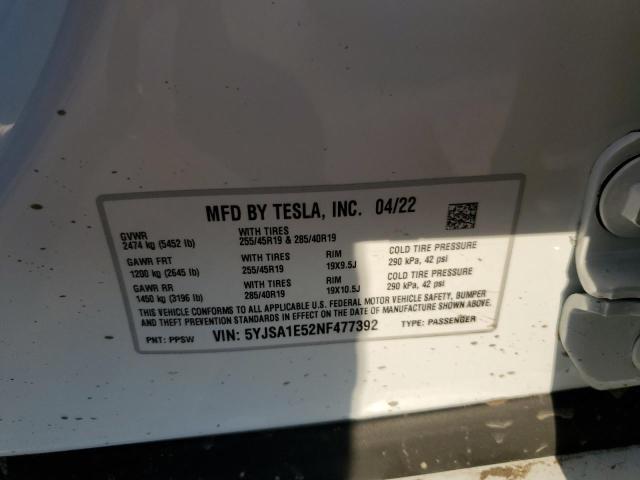 MFD BY TESLA, INC. 04/22
GVWR
2474 kg (5452 lb)
WITH TIRES
255/45R19 & 285/40R19
GAWR FRT
1200 kg (2645 lb)
WITH TIRES
255/45R19
RIM
19X9.5J
COLD TIRE PRESSURE
290 kPa, 42 psi
GAWR RR
1450 kg (3196 lb)
WITH TIRES
285/40R19
RIM
19X10.5J
COLD TIRE PRESSURE
290 kPa, 42 psi
THIS VEHICLE CONFORMS TO ALL APPLICABLE U.S. FEDERAL MOTOR VEHICLE SAFETY, BUMPER
AND THEFT PREVENTION STANDARDS IN EFFECT ON THE DATE OF MANUFACTURE SHOWN ABOVE.
PNT: PPSW VIN: 5YJSA1E52NF477392 TYPE: PASSENGER